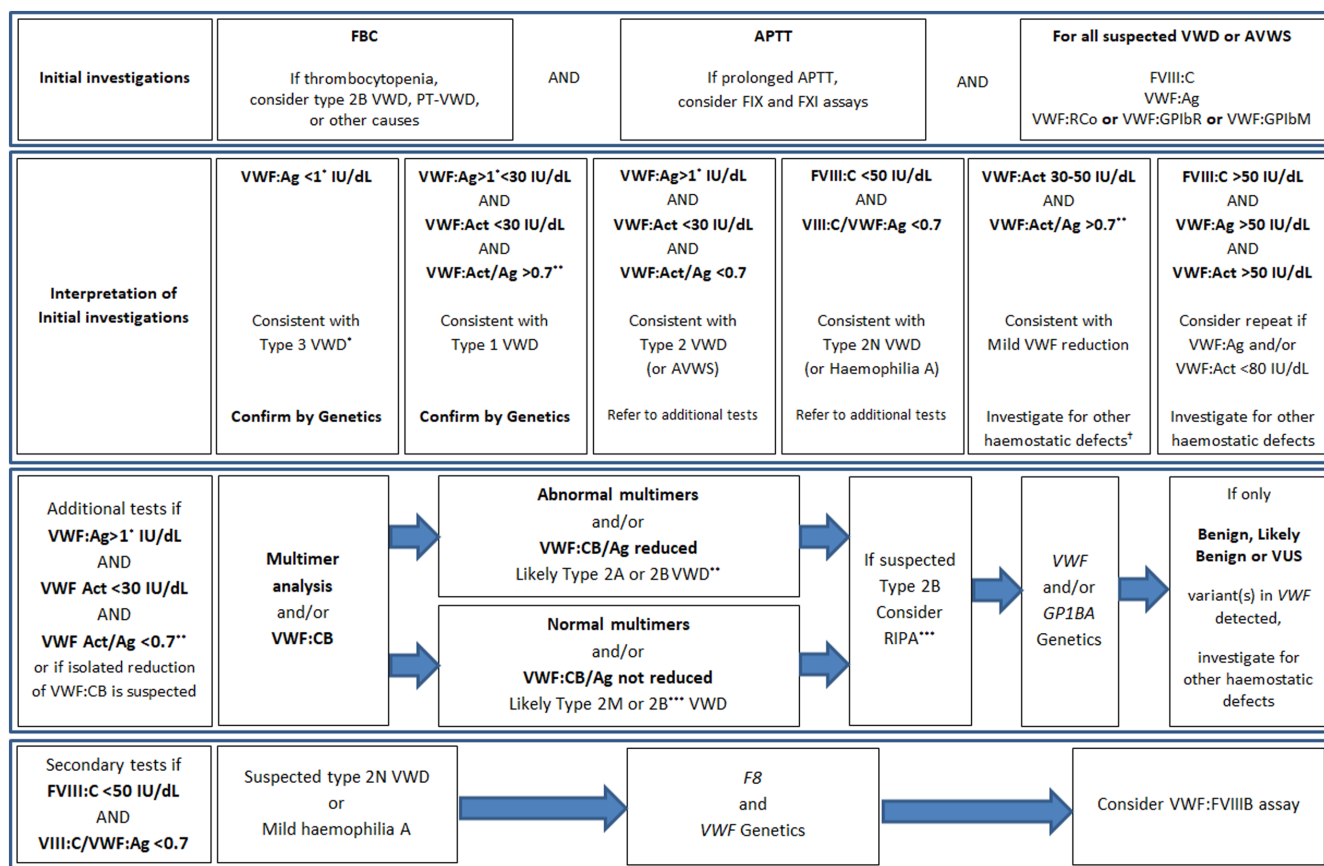 Initial investigations
FBC
If thrombocytopenia,
consider type 2B VWD, PT-VWD,
or other causes
AND
APTT
If prolonged APTT,
consider FIX and FXI assays
AND
For all suspected VWD or AVWS
FVIII:C
VWF:Ag
VWF:RCo or VWF:GPIbR or VWF:GPIbM
Interpretation of
Initial investigations
VWF:Ag <1* IU/dL
Consistent with
Type 3 VWD*
Confirm by Genetics
VWF:Ag>1*<30 IU/dL
AND
VWF:Act <30 IU/dL
AND
VWF:Act/Ag >0.7**
Consistent with
Type 1 VWD
Confirm by Genetics
VWF:Ag>1* IU/dL
AND
VWF:Act <30 IU/dL
AND
VWF:Act/Ag <0.7
Consistent with
Type 2 VWD
(or AVWS)
Refer to additional tests
FVIII:C <50 IU/dL
AND
VIII:C/VWF:Ag <0.7
Consistent with
Type 2N VWD
(or Haemophilia A)
Refer to additional tests
VWF:Act 30-50 IU/dL
AND
VWF:Act/Ag >0.7**
Consistent with
Mild VWF reduction
Investigate for other
haemostatic defects†
FVIII:C >50 IU/dL
AND
VWF:Ag >50 IU/dL
AND
VWF:Act >50 IU/dL
Consider repeat if
VWF:Ag and/or
VWF:Act <80 IU/dL
Investigate for other
haemostatic defects
Additional tests if
VWF:Ag>1* IU/dL
AND
VWF Act <30 IU/dL
AND
VWF Act/Ag <0.7**
or if isolated reduction
of VWF:CB is suspected
Multimer
analysis
and/or
VWF:CB
Abnormal multimers
and/or
VWF:CB/Ag reduced
Likely Type 2A or 2B VWD**
Normal multimers
and/or
VWF:CB/Ag not reduced
Likely Type 2M or 2B*** VWD
If suspected
Type 2B
Consider
RIPA***
VWF
and/or
GP1BA
Genetics
If only
Benign, Likely
Benign or VUS
variant(s) in VWF
detected,
investigate for
other haemostatic
defects
Secondary tests if
FVIII:C <50 IU/dL
AND
VIII:C/VWF:Ag <0.7
Suspected type 2N VWD
or
Mild haemophilia A
F8
and
VWF Genetics
Consider VWF:FVIIIB assay